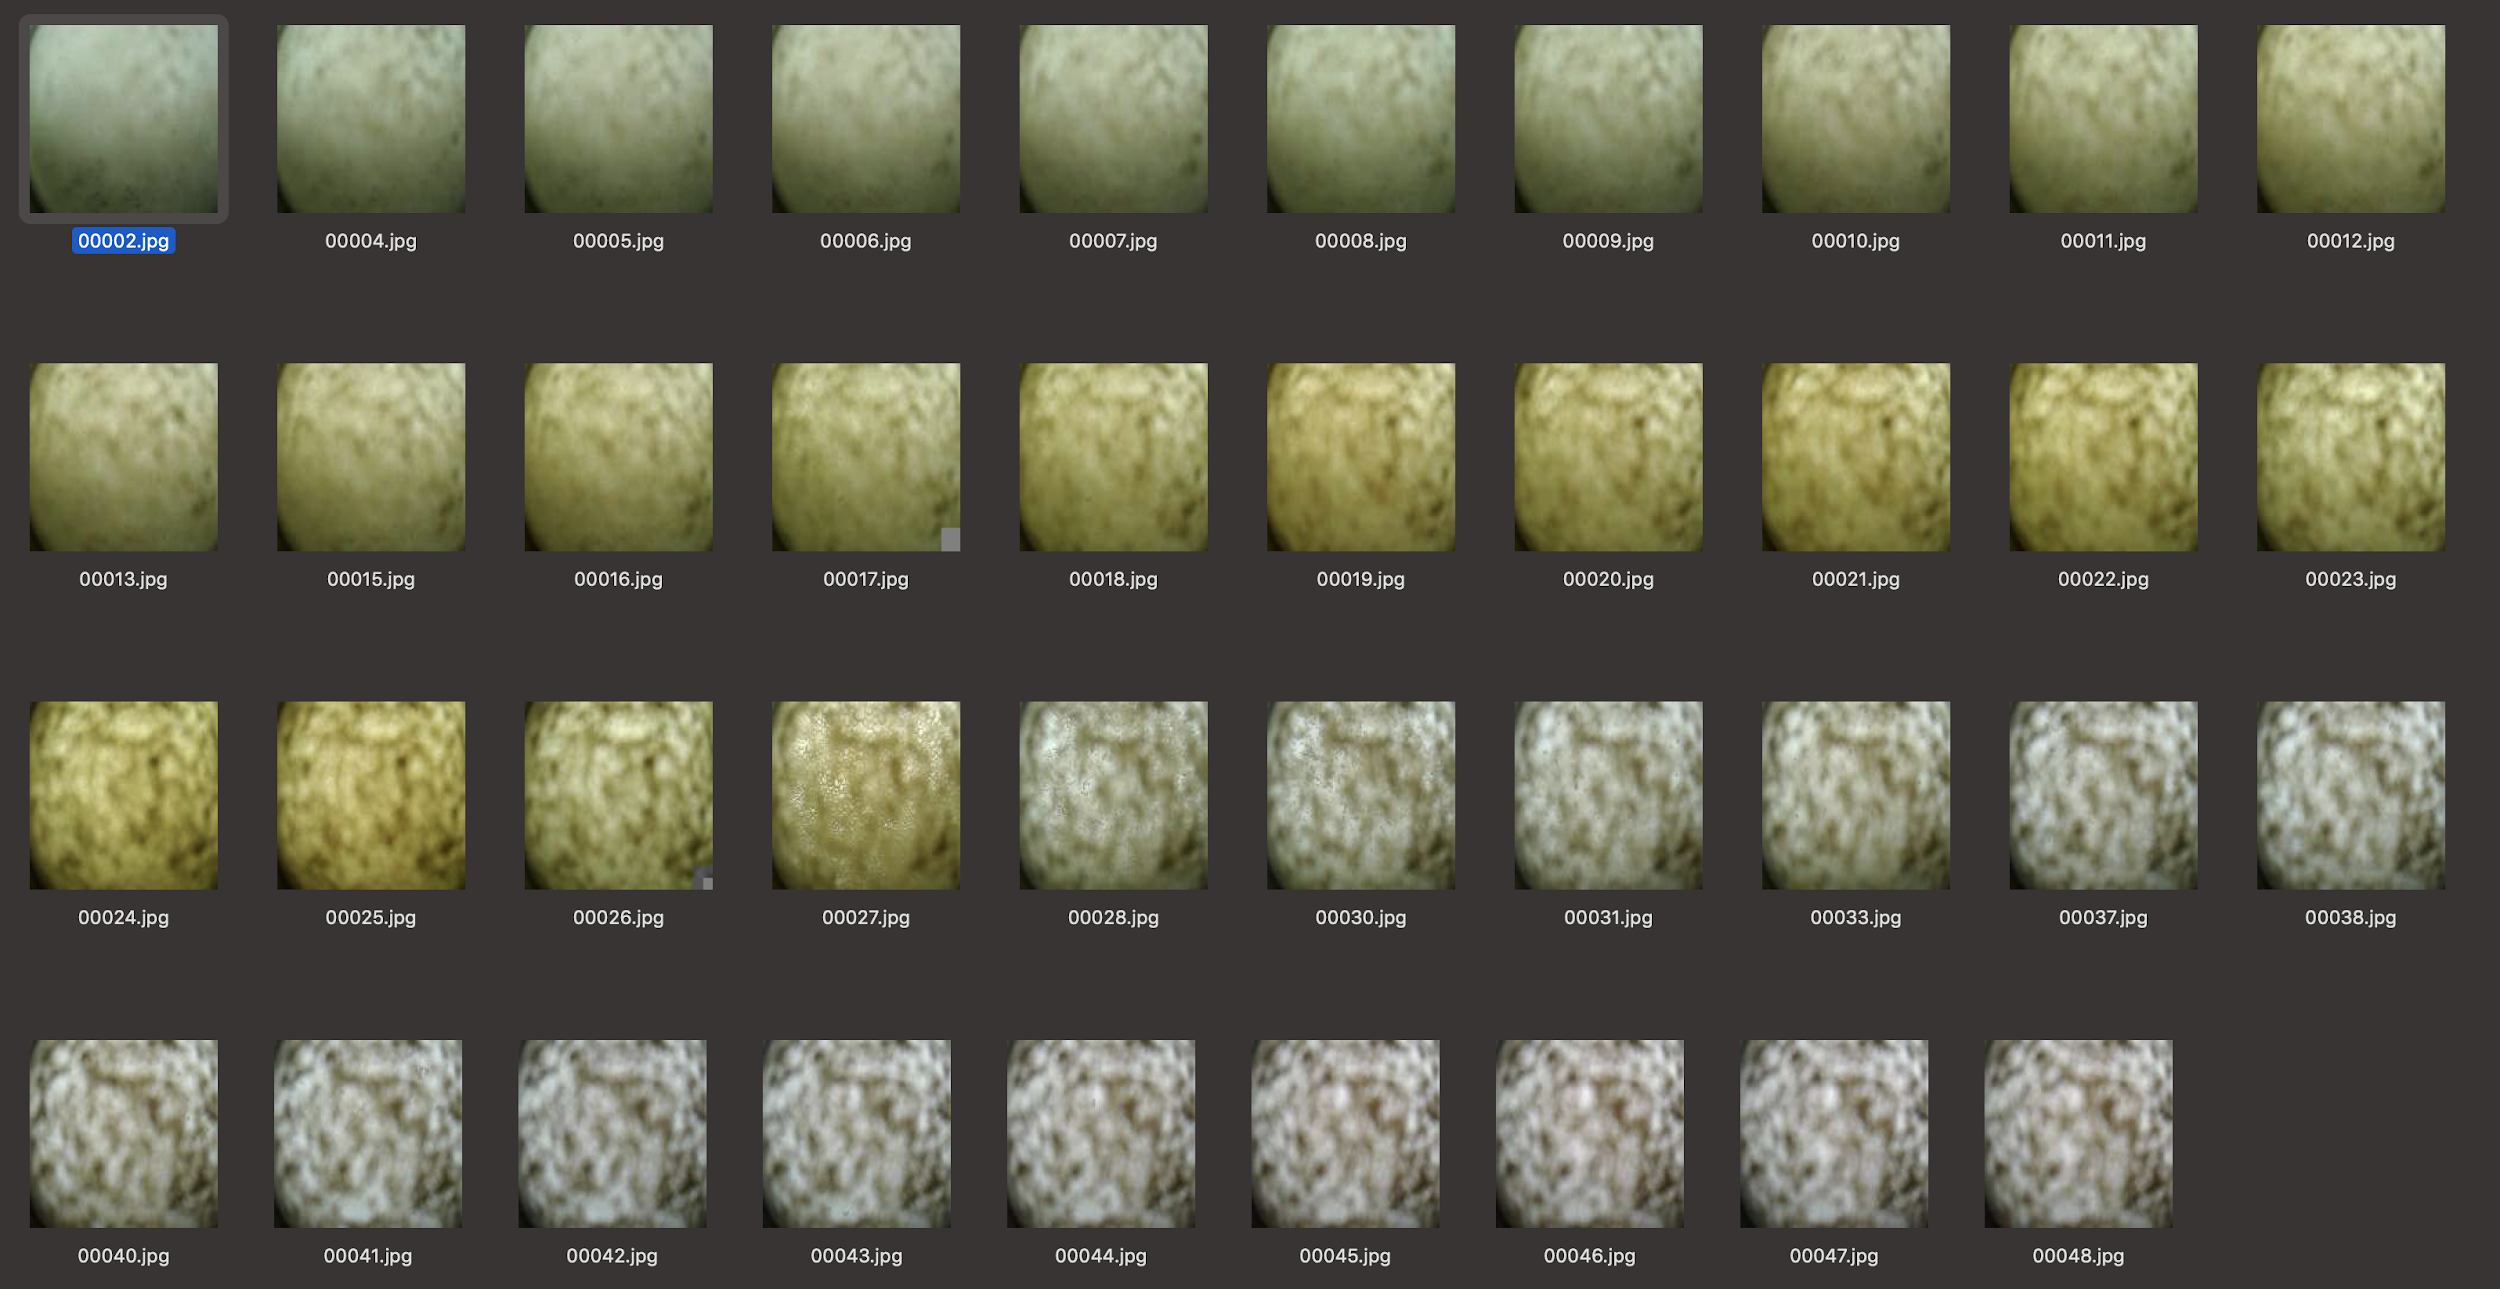 00002.jpg 00004.jpg 00005.jpg 00006.jpg 00007.jpg 00008.jpg 00009.jpg 00010.jpg 00011.jpg 00012.jpg
00013.jpg 00015.jpg 00016.jpg 00017.jpg 00018.jpg 00019.jpg 00020.jpg 00021.jpg 00022.jpg 00023.jpg
00024.jpg 00025.jpg 00026.jpg 00027.jpg 00028.jpg 00030.jpg 00031.jpg 00033.jpg 00037.jpg 00038.jpg
00040.jpg 00041.jpg 00042.jpg 00043.jpg 00044.jpg 00045.jpg 00046.jpg 00047.jpg 00048.jpg